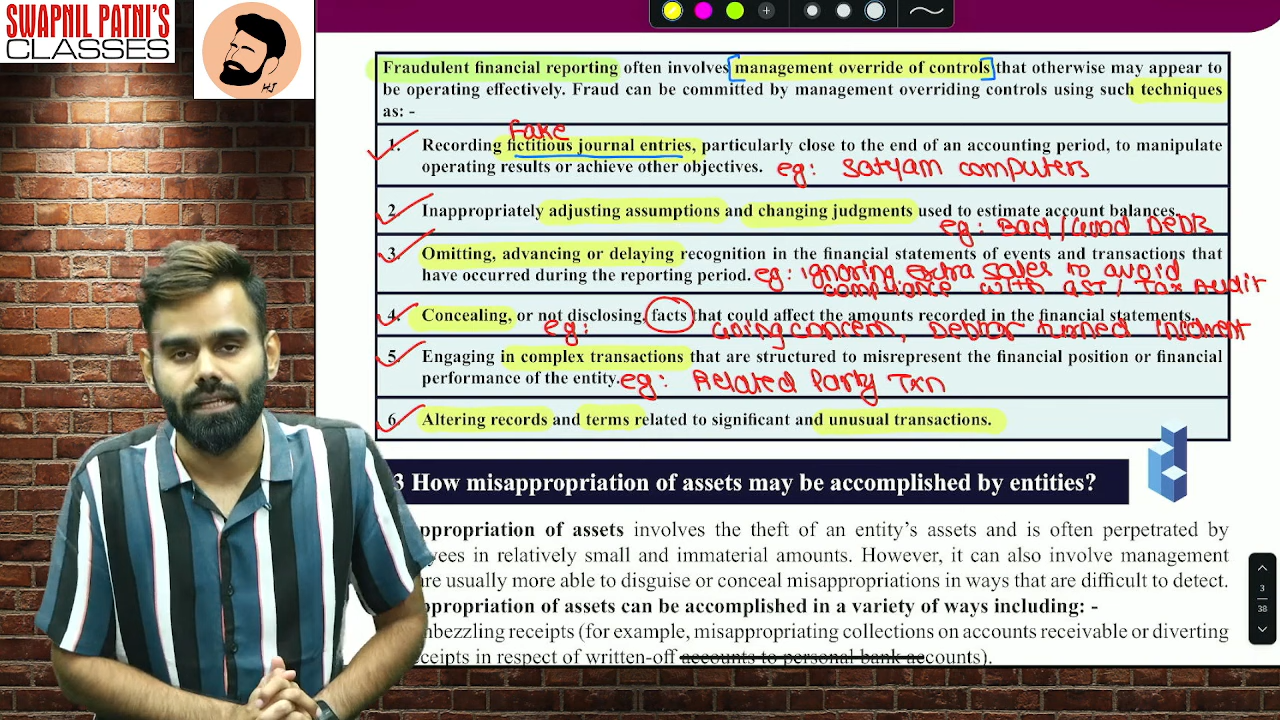 SWAPNIL PATNI'S
CLASSES
HJ
Fraudulent financial reporting often involves management override of controls that otherwise may appear to
be operating effectively. Fraud can be committed by management overriding controls using such techniques
as: -
Fake
1. Recording fictitious journal entries, particularly close to the end of an accounting period, to manipulate
operating results or achieve other objectives. eg: Satyam computers
2. Inappropriately adjusting assumptions and changing judgments used to estimate account balances.
eg: Bad/Good Debts
3. Omitting, advancing or delaying recognition in the financial statements of events and transactions that
have occurred during the reporting period. eg: ignoring extra sales to avoid
compliance with GST/Tax Audit
4. Concealing, or not disclosing, facts that could affect the amounts recorded in the financial statements.
eg: Going concern, Debtor turned insolvent
5. Engaging in complex transactions that are structured to misrepresent the financial position or financial
performance of the entity. eg: Related Party Txn
6. Altering records and terms related to significant and unusual transactions.
3 How misappropriation of assets may be accomplished by entities?
ppropriation of assets involves the theft of an entity's assets and is often perpetrated by
yees in relatively small and immaterial amounts. However, it can also involve management
are usually more able to disguise or conceal misappropriations in ways that are difficult to detect.
ppropriation of assets can be accomplished in a variety of ways including: -
mbezzling receipts (for example, misappropriating collections on accounts receivable or diverting
ceipts in respect of written-off accounts to personal bank accounts).
3
38